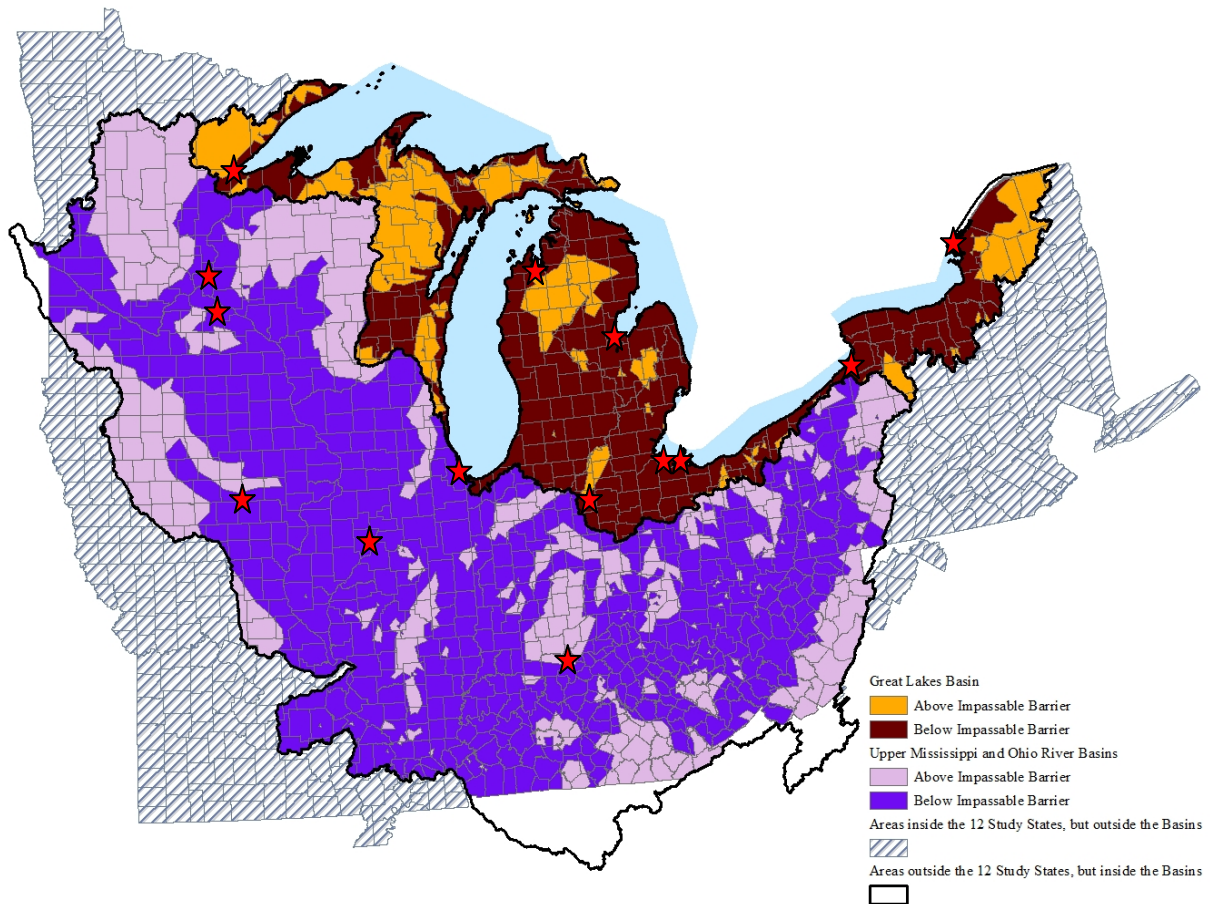 Great Lakes Basin
Above Impassable Barrier
Below Impassable Barrier
Upper Mississippi and Ohio River Basins
Above Impassable Barrier
Below Impassable Barrier
Areas inside the 12 Study States, but outside the Basins
Areas outside the 12 Study States, but inside the Basins